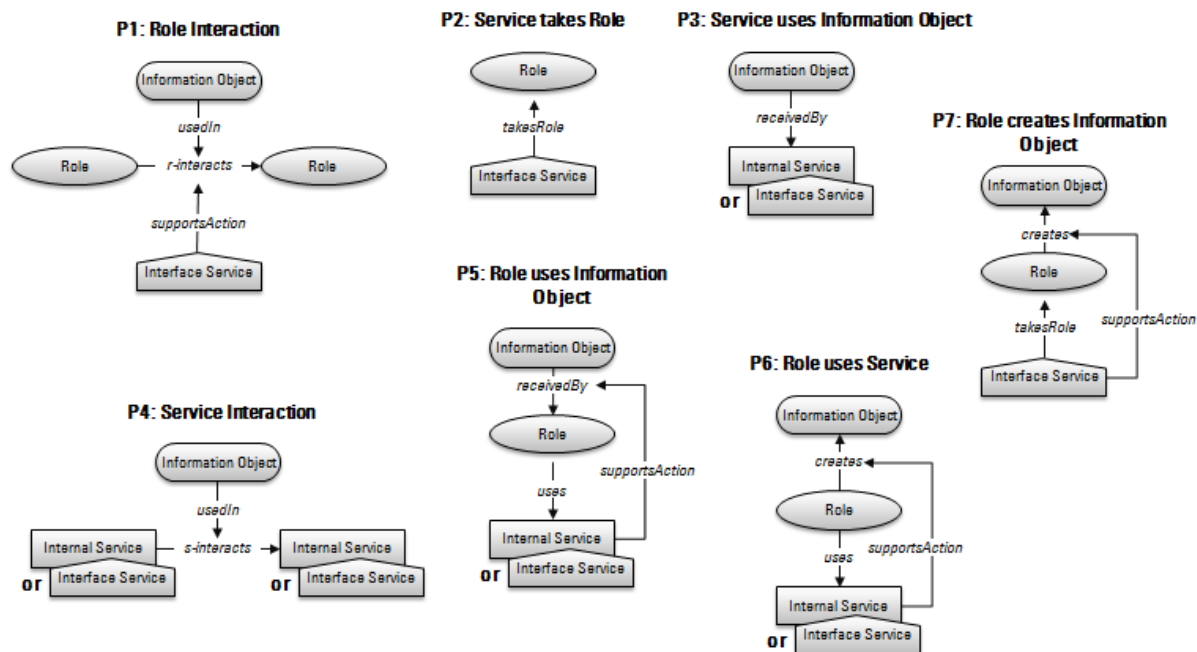 P1: Role Interaction
Information Object
usedIn
Role
r-interacts
Role
supportsAction
Interface Service
P2: Service takes Role
Role
takesRole
Interface Service
P3: Service uses Information Object
Information Object
receivedBy
Internal Service
or
Interface Service
P7: Role creates Information
Object
Information Object
creates
Role
takesRole
supportsAction
Interface Service
P4: Service Interaction
Information Object
usedIn
Internal Service
s-interacts
Internal Service
or
Interface Service
or
Interface Service
P5: Role uses Information
Object
Information Object
receivedBy
Role
supportsAction
uses
Internal Service
or
Interface Service
P6: Role uses Service
Information Object
creates
Role
supportsAction
uses
Internal Service
or
Interface Service